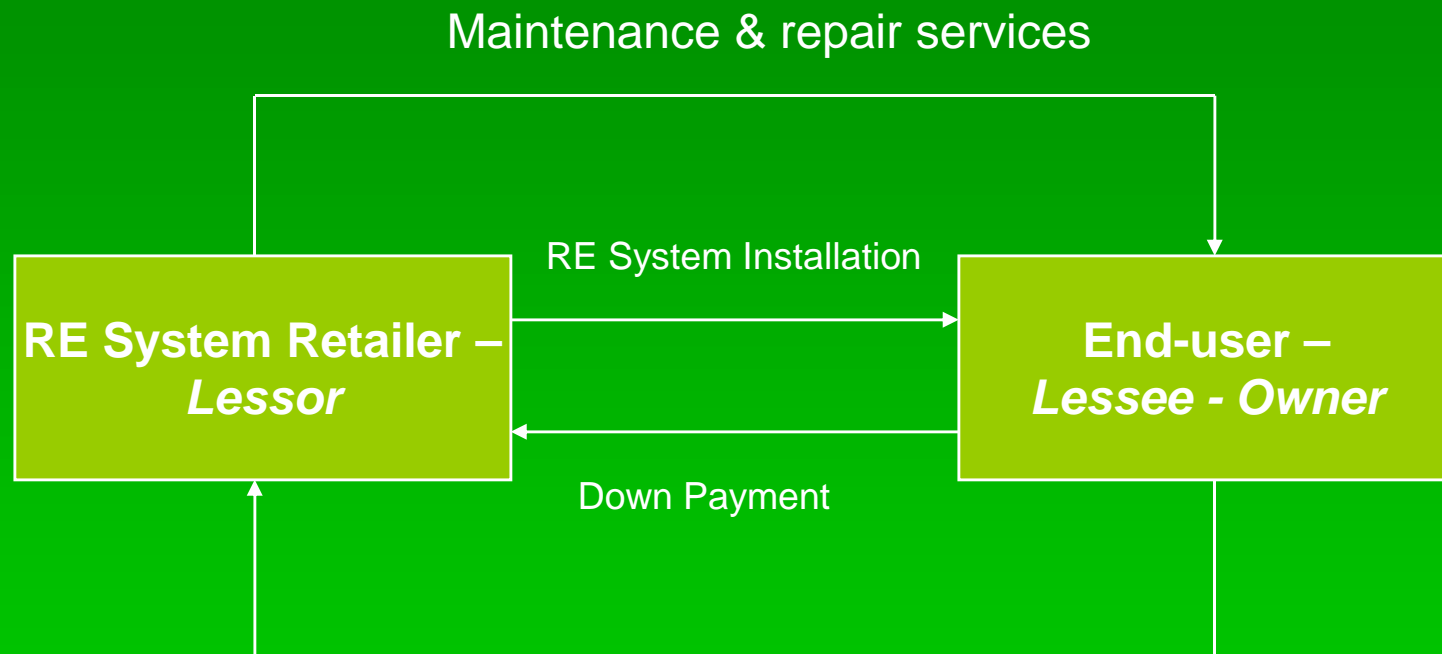 Maintenance & repair services
RE System Installation
RE System Retailer –
Lessor
End-user –
Lessee - Owner
Down Payment